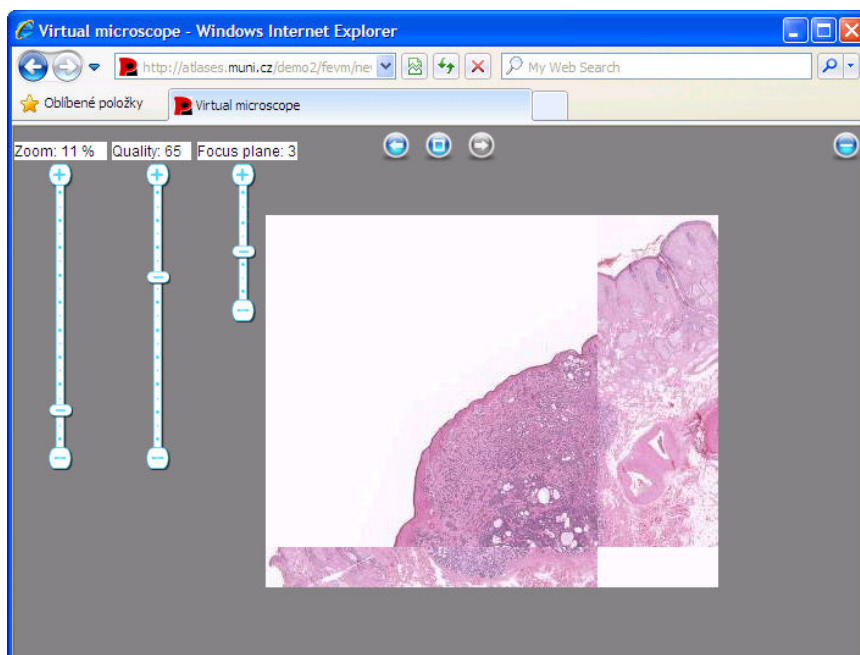 Virtual microscope - Windows Internet Explorer
http://atlases.muni.cz/demo2/fevm/ne
My Web Search
Oblíbené položky
Virtual microscope
Zoom: 11 % Quality: 65 Focus plane: 3